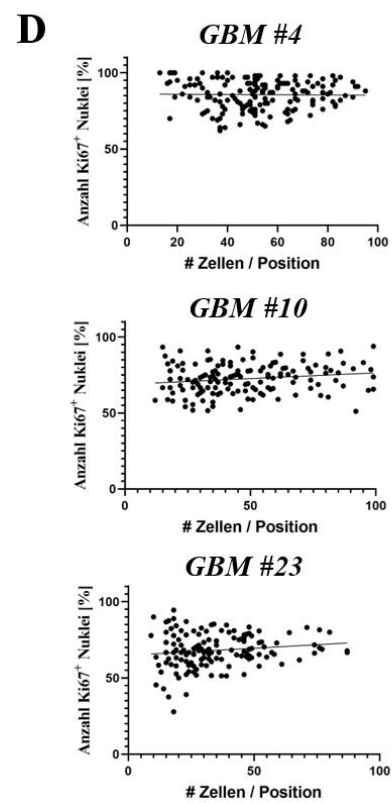 D
GBM #4
Anzahl Ki67⁺ Nuklei [%]
100
50
0
0 20 40 60 80 100
# Zellen / Position
GBM #10
Anzahl Ki67⁺ Nuklei [%]
100
50
0
0 50 100
# Zellen / Position
GBM #23
Anzahl Ki67⁺ Nuklei [%]
100
50
0
0 50 100
# Zellen / Position